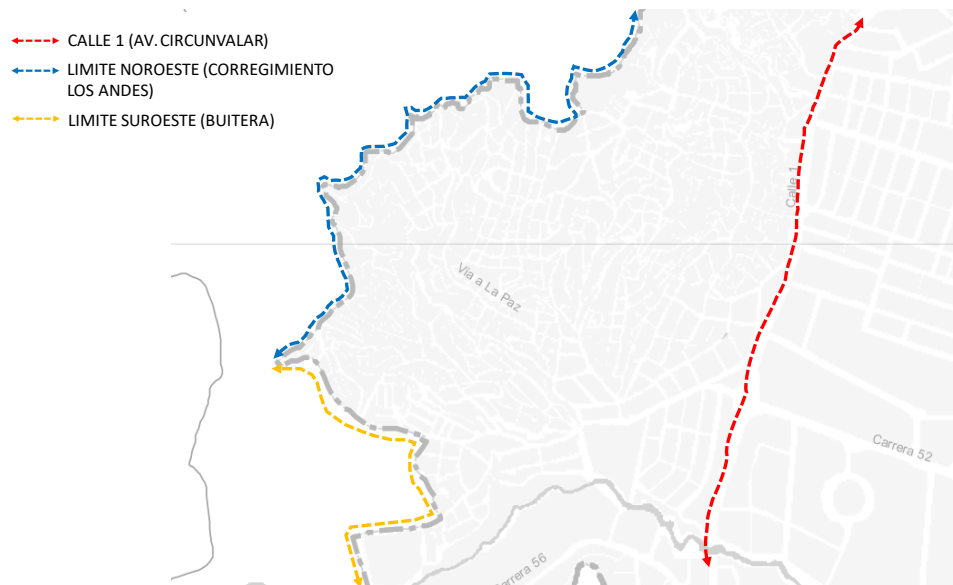 CALLE 1 (AV. CIRCUNVALAR)
LIMITE NOROESTE (CORREGIMIENTO
LOS ANDES)
LIMITE SUROESTE (BUITERA)
Calle 1
Via a La Paz
Carrera 52
Carrera 56